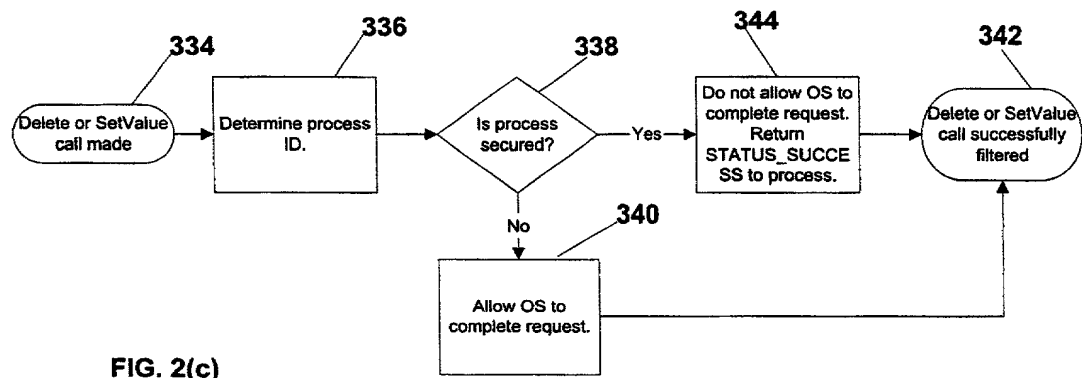 334
336
338
344
342
Delete or SetValue
call made
Determine process
ID.
Is process
secured?
Yes
Do not allow OS to
complete request.
Return
STATUS_SUCCE
SS to process.
Delete or SetValue
call successfully
filtered
No
340
Allow OS to
complete request.
FIG. 2(c)